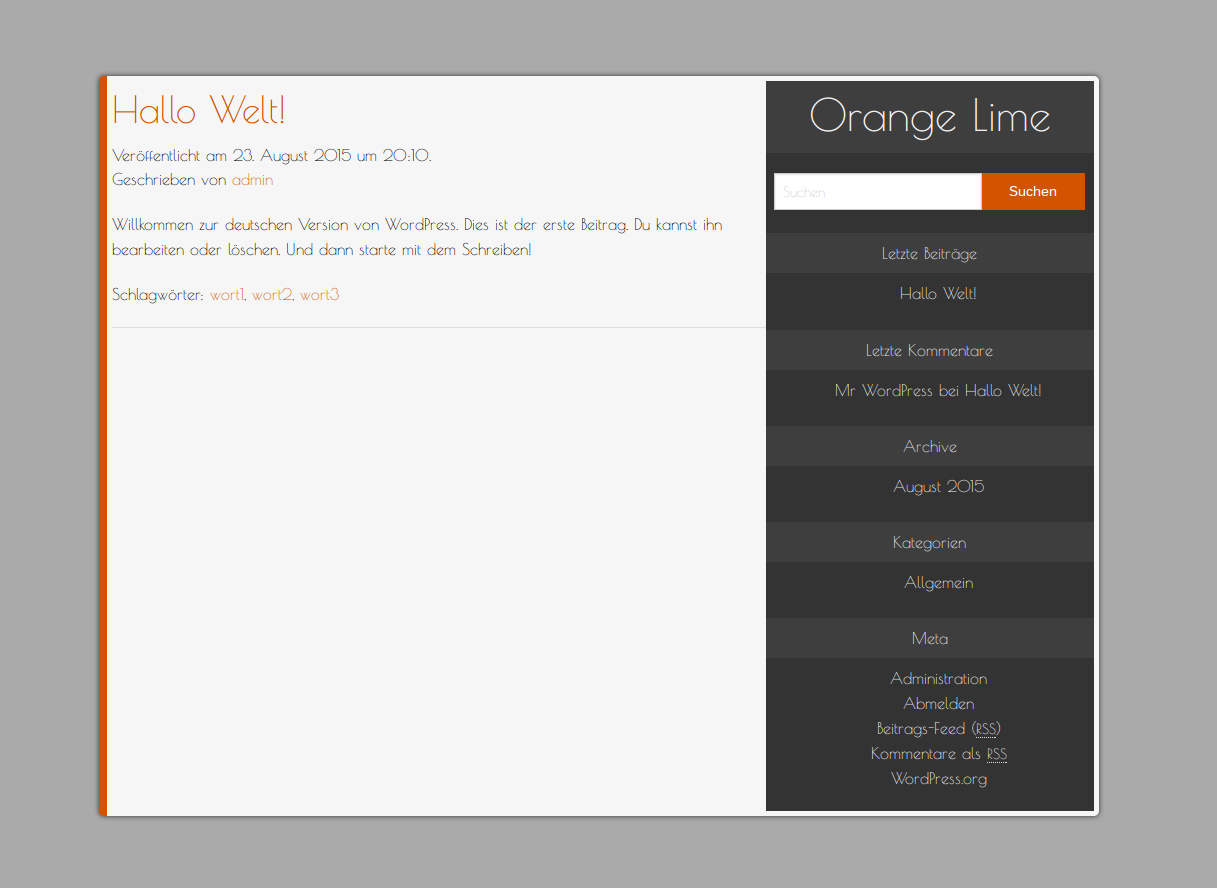 Hallo Welt!
Veröffentlicht am 23. August 2015 um 20:10.
Geschrieben von admin
Willkommen zur deutschen Version von WordPress. Dies ist der erste Beitrag. Du kannst ihn
bearbeiten oder löschen. Und dann starte mit dem Schreiben!
Schlagwörter: wort1, wort2, wort3
Orange Lime
Suchen Suchen
Letzte Beiträge
Hallo Welt!
Letzte Kommentare
Mr WordPress bei Hallo Welt!
Archive
August 2015
Kategorien
Allgemein
Meta
Administration
Abmelden
Beitrags-Feed (RSS)
Kommentare als RSS
WordPress.org